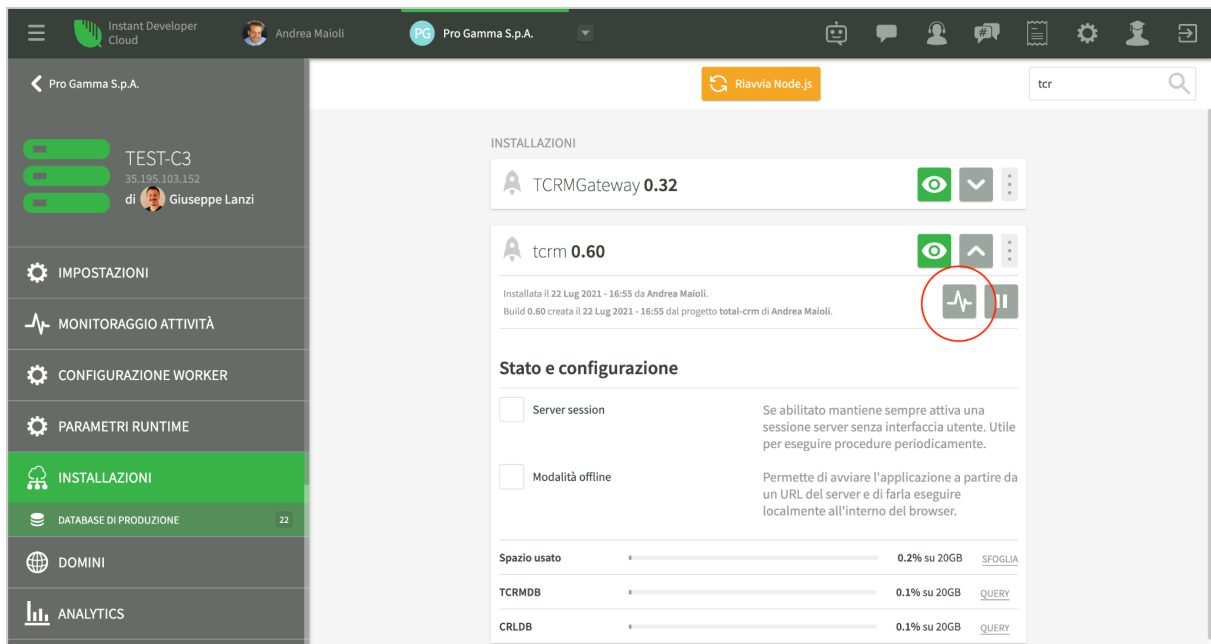 Instant Developer
Cloud
Andrea Maioli
PG Pro Gamma S.p.A.
Pro Gamma S.p.A.
Riavvia Node.js
tcr
TEST-C3
35.195.103.152
di Giuseppe Lanzi
IMPOSTAZIONI
MONITORAGGIO ATTIVITÀ
CONFIGURAZIONE WORKER
PARAMETRI RUNTIME
INSTALLAZIONI
DATABASE DI PRODUZIONE 22
DOMINI
ANALYTICS
INSTALLAZIONI
TCRMGateway 0.32
tcrm 0.60
Installata il 22 Lug 2021 - 16:55 da Andrea Maioli.
Build 0.60 creata il 22 Lug 2021 - 16:55 dal progetto total-crm di Andrea Maioli.
Stato e configurazione
Server session
Se abilitato mantiene sempre attiva una
sessione server senza interfaccia utente. Utile
per eseguire procedure periodicamente.
Modalità offline
Permette di avviare l'applicazione a partire da
un URL del server e di farla eseguire
localmente all'interno del browser.
Spazio usato 0.2% su 20GB SFOGLIA
TCRMDB 0.1% su 20GB QUERY
CRLDB 0.1% su 20GB QUERY